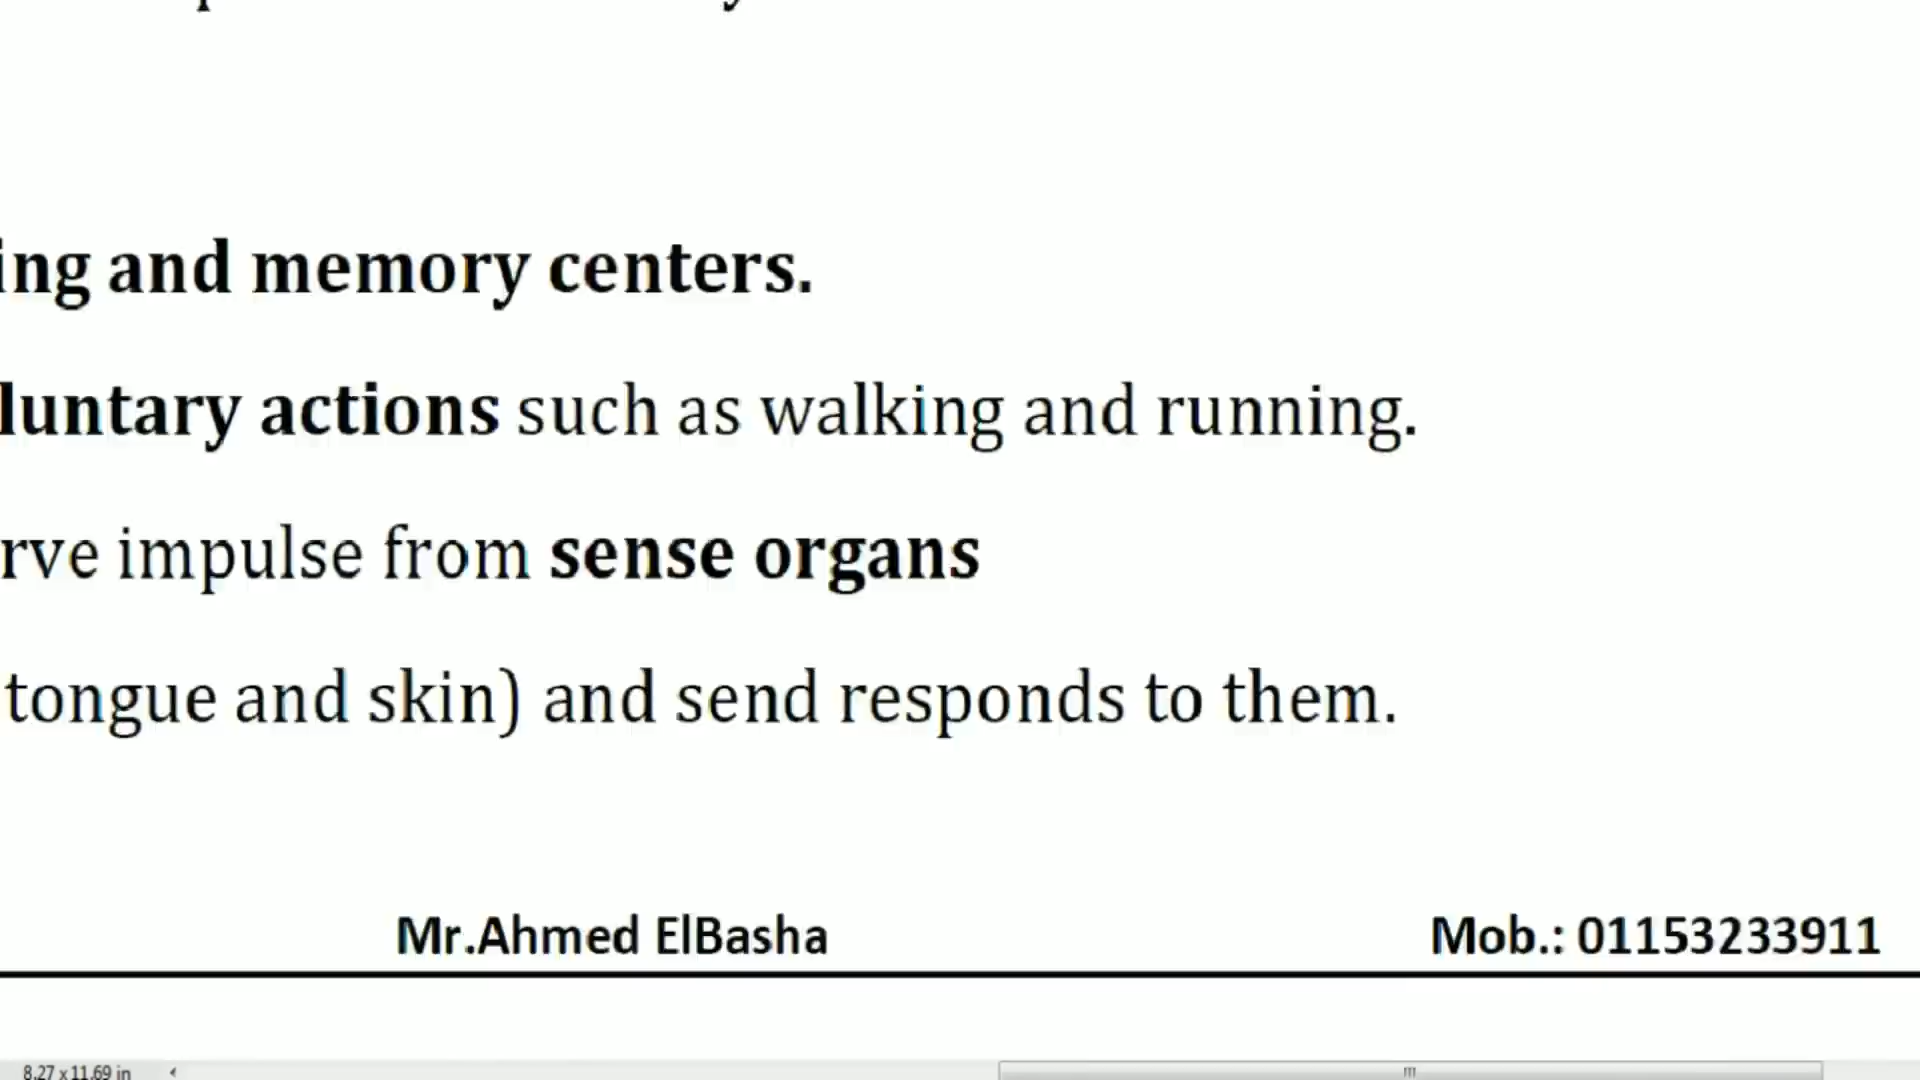 ing and memory centers.
luntary actions such as walking and running.
rve impulse from sense organs
tongue and skin) and send responds to them.
Mr.Ahmed ElBasha Mob.: 01153233911
8.27 x 11.69 in